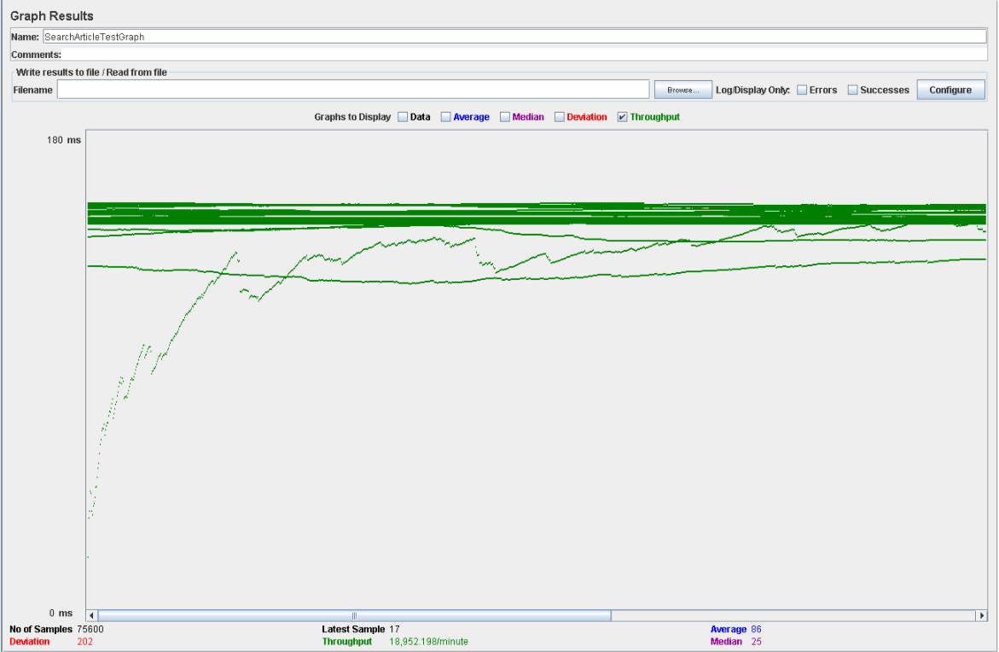 Graph Results
Name: SearchArticleTestGraph
Comments:
Write results to file / Read from file
Filename Browse... Log/Display Only: Errors Successes Configure
Graphs to Display Data Average Median Deviation Throughput
180 ms
0 ms
No of Samples 75600 Latest Sample 17 Average 86
Deviation 202 Throughput 18,952.198/minute Median 25